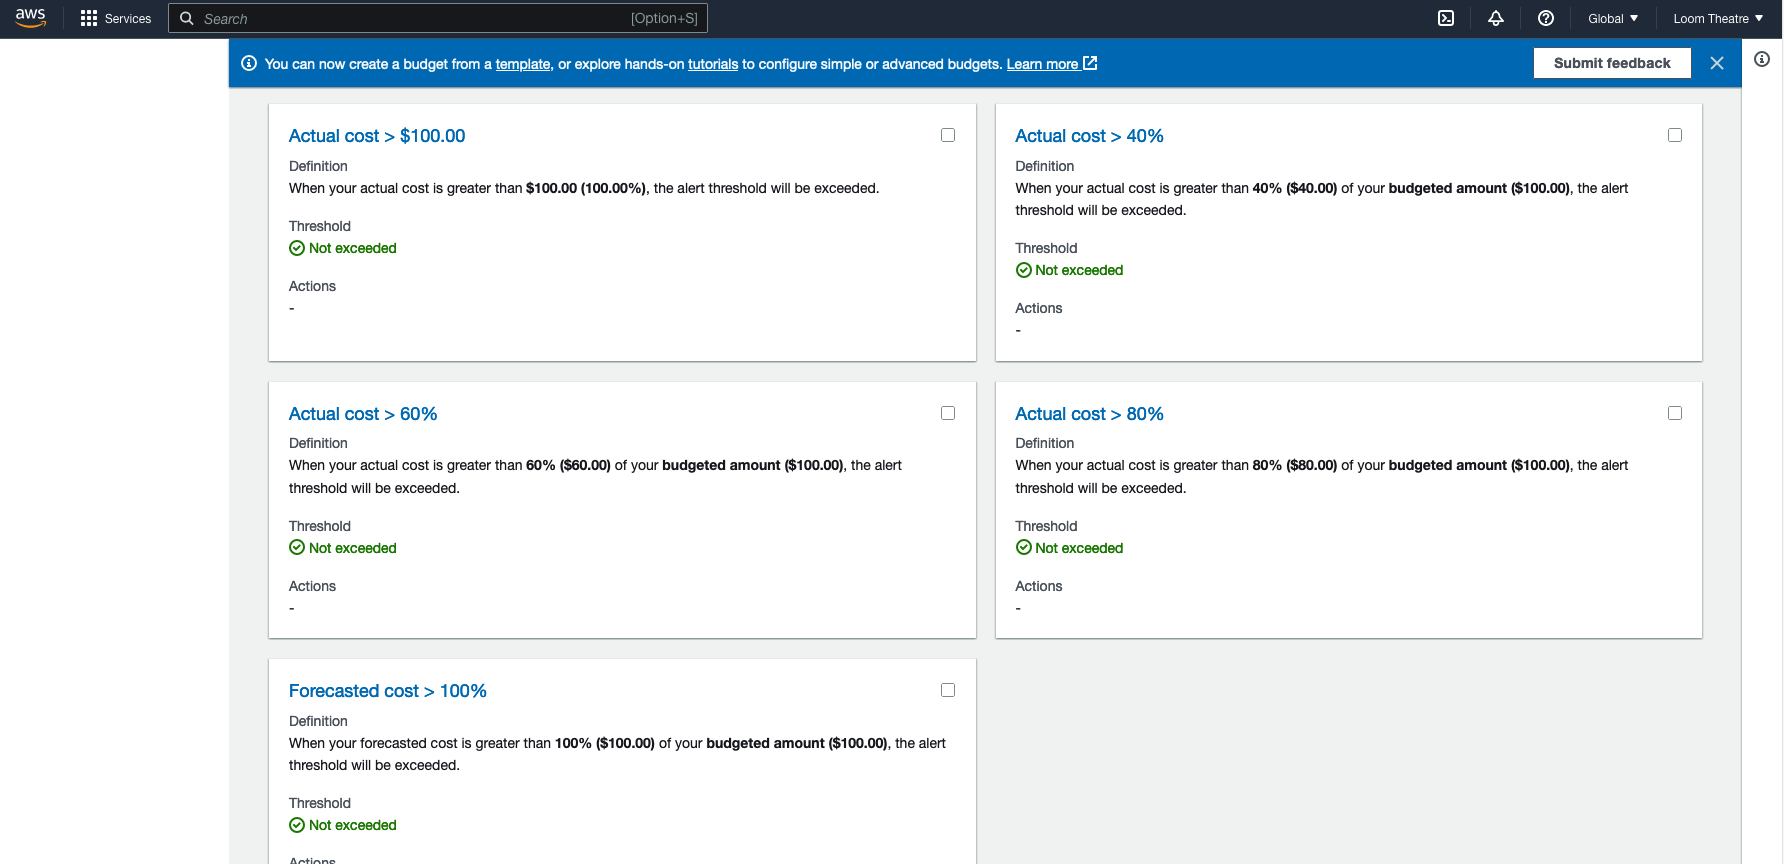 aws Services Search [Option+S] Global Loom Theatre
You can now create a budget from a template, or explore hands-on tutorials to configure simple or advanced budgets. Learn more Submit feedback
Actual cost > $100.00
Definition
When your actual cost is greater than $100.00 (100.00%), the alert threshold will be exceeded.
Threshold
Not exceeded
Actions
-
Actual cost > 40%
Definition
When your actual cost is greater than 40% ($40.00) of your budgeted amount ($100.00), the alert
threshold will be exceeded.
Threshold
Not exceeded
Actions
-
Actual cost > 60%
Definition
When your actual cost is greater than 60% ($60.00) of your budgeted amount ($100.00), the alert
threshold will be exceeded.
Threshold
Not exceeded
Actions
-
Actual cost > 80%
Definition
When your actual cost is greater than 80% ($80.00) of your budgeted amount ($100.00), the alert
threshold will be exceeded.
Threshold
Not exceeded
Actions
-
Forecasted cost > 100%
Definition
When your forecasted cost is greater than 100% ($100.00) of your budgeted amount ($100.00), the alert
threshold will be exceeded.
Threshold
Not exceeded
Actions